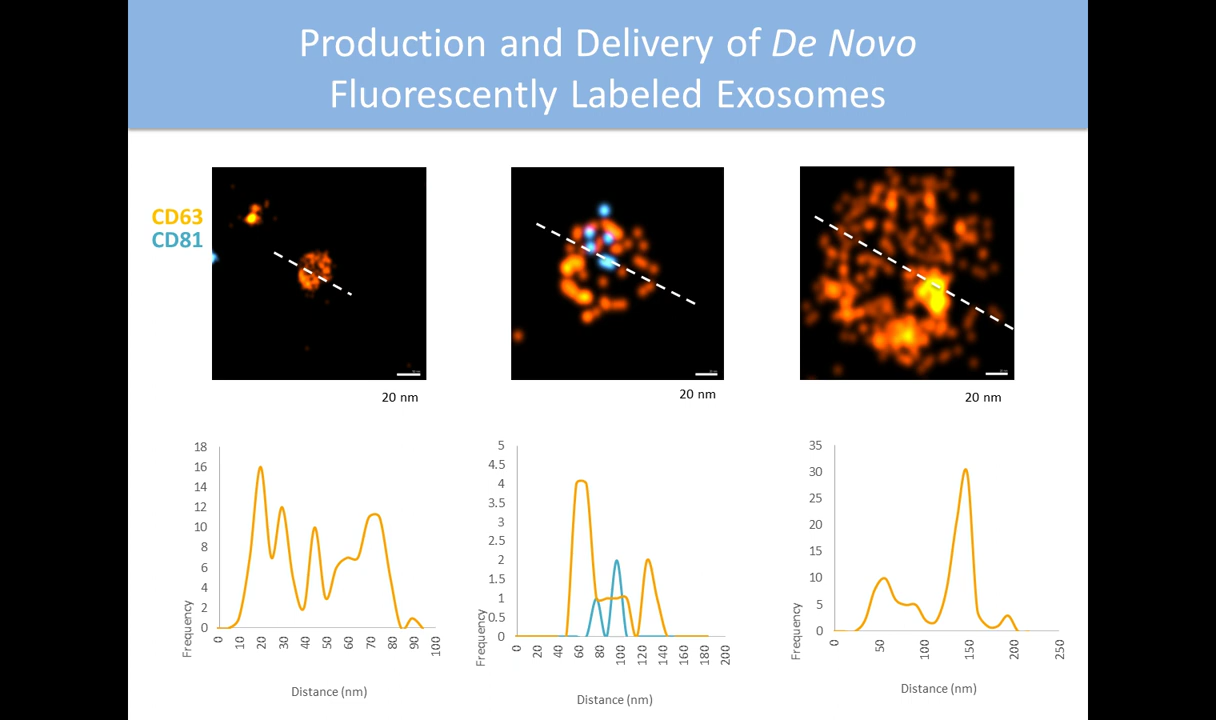 Production and Delivery of De Novo
Fluorescently Labeled Exosomes
CD63
CD81
20 nm
20 nm
20 nm
18
16
14
12
10
8
6
4
2
0
Frequency
0 10 20 30 40 50 60 70 80 90 100
Distance (nm)
5
4.5
4
3.5
3
2.5
2
1.5
1
0.5
0
Frequency
0 20 40 60 80 100 120 140 160 180 200
Distance (nm)
35
30
25
20
15
10
5
0
Frequency
0 50 100 150 200 250
Distance (nm)